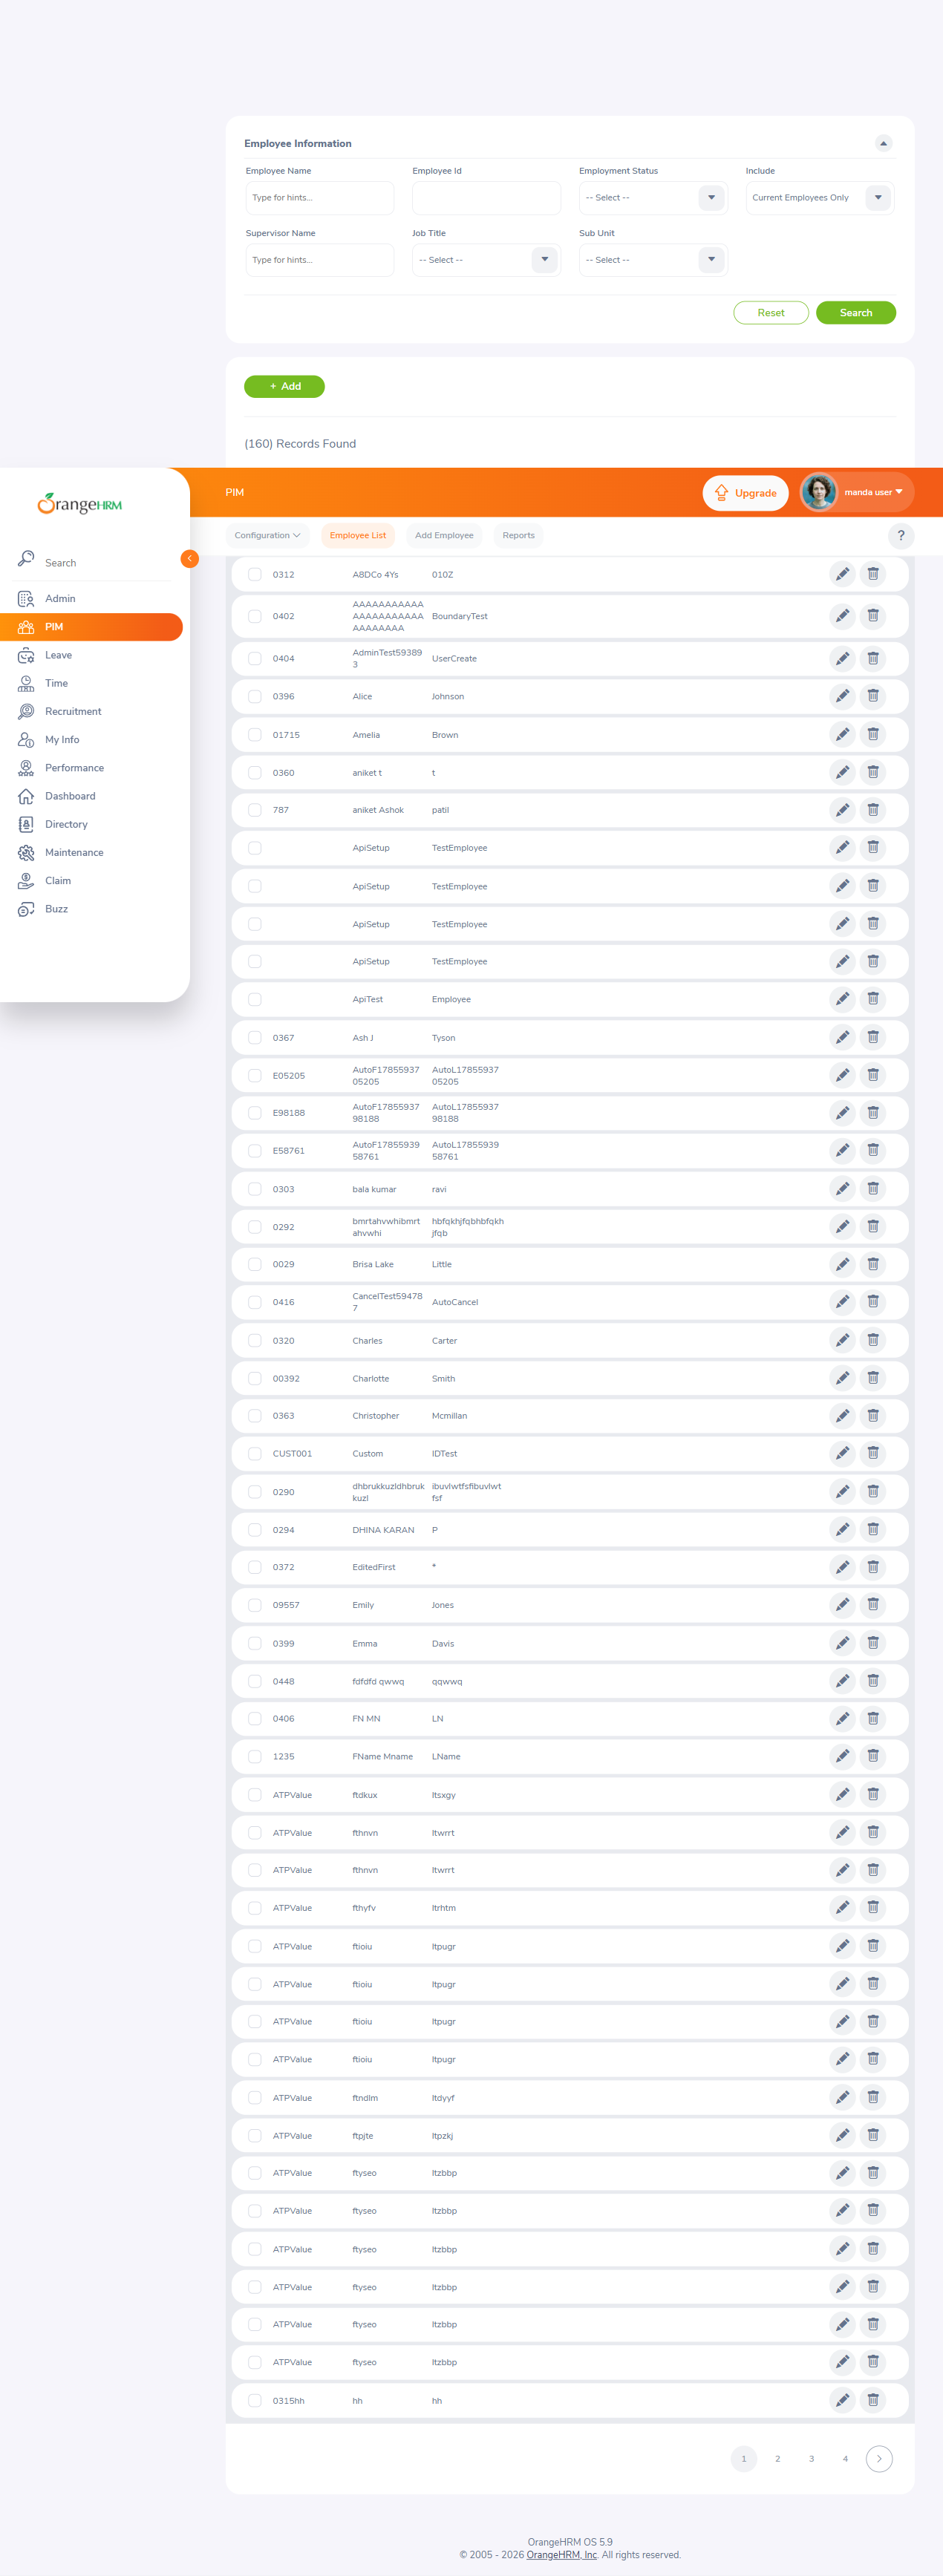 Employee Information
Employee Name Employee Id Employment Status Include
Type for hints... -- Select -- Current Employees Only
Supervisor Name Job Title Sub Unit
Type for hints... -- Select -- -- Select --
Reset Search
+ Add
(160) Records Found
OrangeHRM
PIM
Upgrade
manda user
Configuration Employee List Add Employee Reports ?
Search
Admin
PIM
Leave
Time
Recruitment
My Info
Performance
Dashboard
Directory
Maintenance
Claim
Buzz
0312 A8DCo 4Ys 010Z
AAAAAAAAAAA
0402 AAAAAAAAAAA BoundaryTest
AAAAAAAA
0404 AdminTest59389 UserCreate
3
0396 Alice Johnson
01715 Amelia Brown
0360 aniket t t
787 aniket Ashok patil
ApiSetup TestEmployee
ApiSetup TestEmployee
ApiSetup TestEmployee
ApiSetup TestEmployee
ApiTest Employee
0367 Ash J Tyson
E05205 AutoF17855937 AutoL17855937
05205 05205
E98188 AutoF17855937 AutoL17855937
98188 98188
E58761 AutoF17855939 AutoL17855939
58761 58761
0303 bala kumar ravi
0292 bmrtahvwhibmrt hbfqkhjfqbhbfqkh
ahvwhi jfqb
0029 Brisa Lake Little
0416 CancelTest59478 AutoCancel
7
0320 Charles Carter
00392 Charlotte Smith
0363 Christopher Mcmillan
CUST001 Custom IDTest
0290 dhbrukkuzldhbruk ibuvlwtfsfibuvlwt
kuzl fsf
0294 DHINA KARAN P
0372 EditedFirst *
09557 Emily Jones
0399 Emma Davis
0448 fdfdfd qwwq qqwwq
0406 FN MN LN
1235 FName Mname LName
ATPValue ftdkux ltsxgy
ATPValue fthnvn ltwrrt
ATPValue fthnvn ltwrrt
ATPValue fthyfv ltrhtm
ATPValue ftioiu ltpugr
ATPValue ftioiu ltpugr
ATPValue ftioiu ltpugr
ATPValue ftioiu ltpugr
ATPValue ftndlm ltdyyf
ATPValue ftpjte ltpzkj
ATPValue ftyseo ltzbbp
ATPValue ftyseo ltzbbp
ATPValue ftyseo ltzbbp
ATPValue ftyseo ltzbbp
ATPValue ftyseo ltzbbp
ATPValue ftyseo ltzbbp
0315hh hh hh
1 2 3 4
OrangeHRM OS 5.9
© 2005 - 2026 OrangeHRM, Inc. All rights reserved.